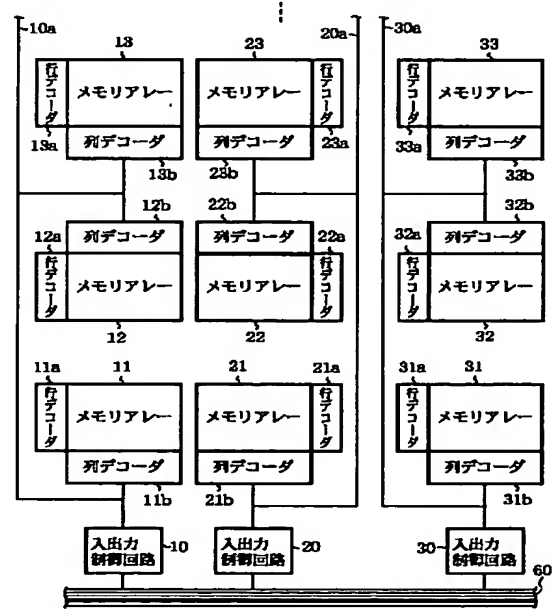 10a 20a 30a
13 23 33
行デコーダ メモリアレー メモリアレー 行デコーダ 行デコーダ メモリアレー
13a 列デコーダ 列デコーダ 23a 33a 列デコーダ
13b 23b 33b
12b 22b 32b
12a 列デコーダ 列デコーダ 22a 32a 列デコーダ
行デコーダ メモリアレー メモリアレー 行デコーダ 行デコーダ メモリアレー
12 22 32
11a 11 21 21a 31a 31
行デコーダ メモリアレー メモリアレー 行デコーダ 行デコーダ メモリアレー
列デコーダ 列デコーダ 列デコーダ
11b 21b 31b
入出力 10 入出力 20 30 入出力
制御回路 制御回路 制御回路
60